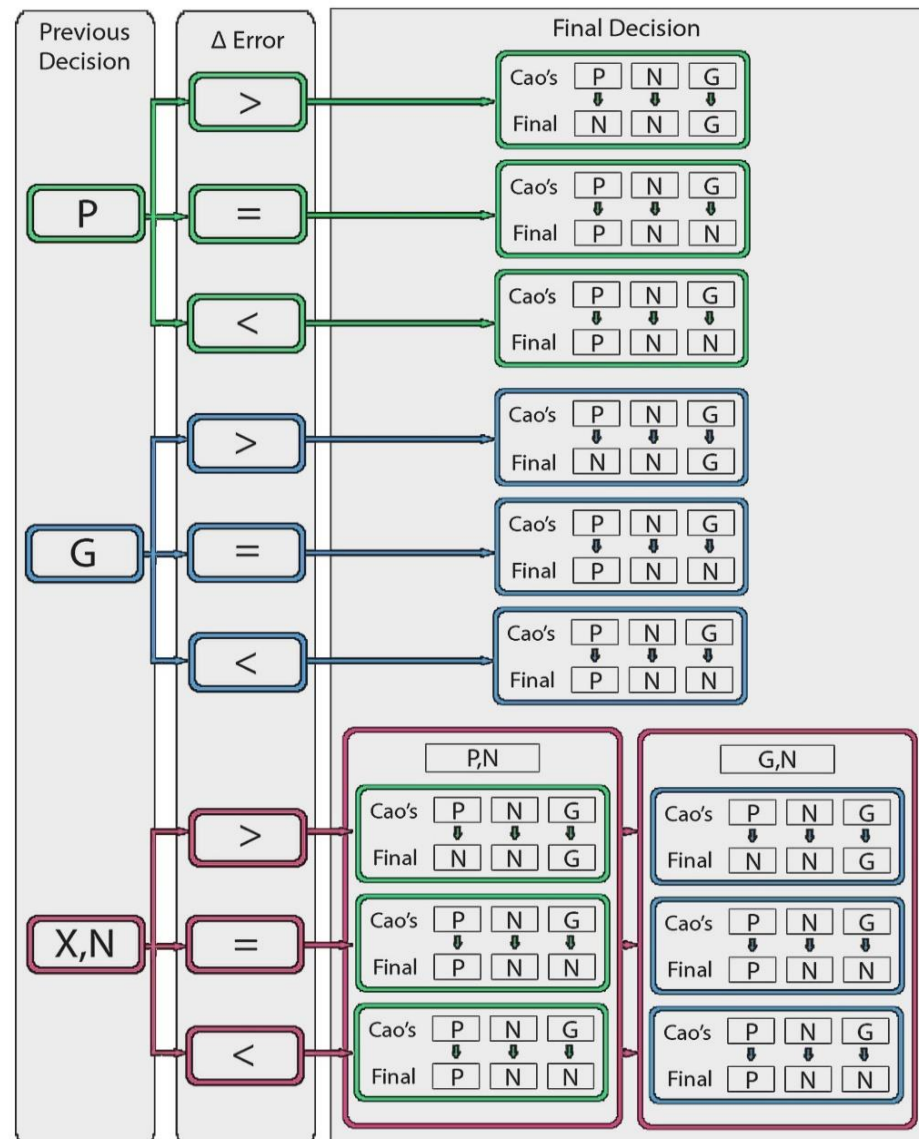 Previous
Decision
Δ Error
Final Decision
>
Cao's P N G
Final N N G
P
=
Cao's P N G
Final P N N
<
Cao's P N G
Final P N N
>
Cao's P N G
Final N N G
G
=
Cao's P N G
Final P N N
<
Cao's P N G
Final P N N
P,N
G,N
>
Cao's P N G
Final N N G
Cao's P N G
Final N N G
X,N
=
Cao's P N G
Final P N N
Cao's P N G
Final P N N
<
Cao's P N G
Final P N N
Cao's P N G
Final P N N